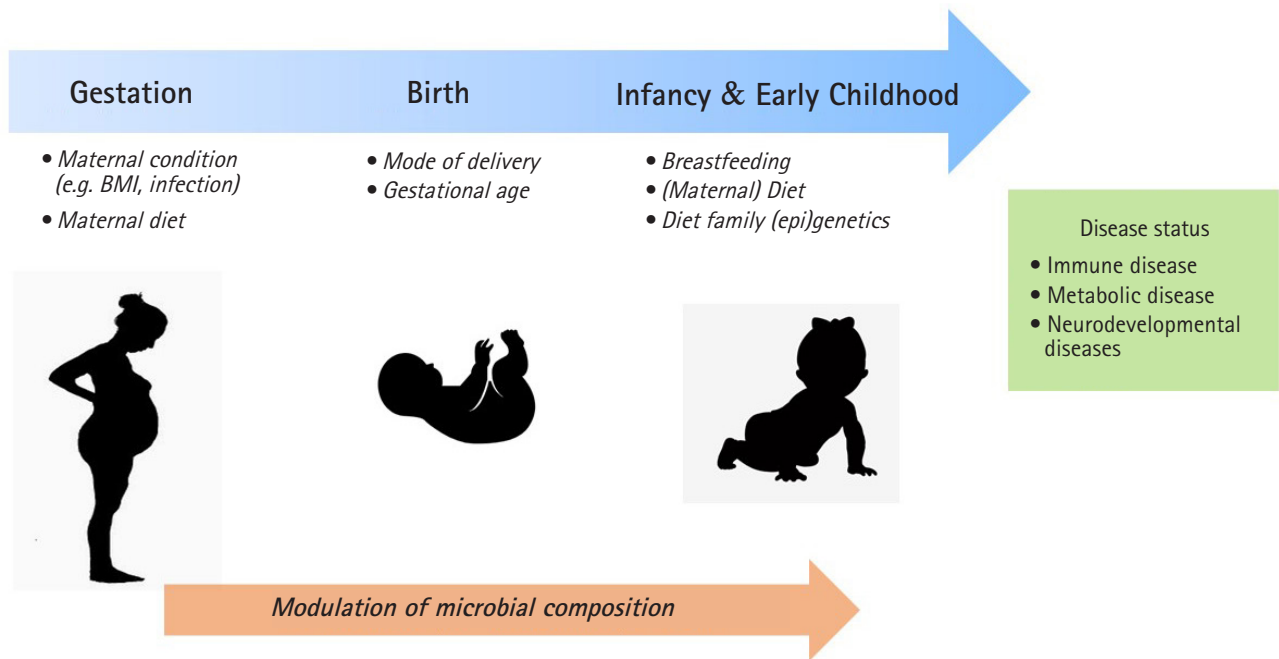 Gestation
Birth
Infancy & Early Childhood
• Maternal condition
(e.g. BMI, infection)
• Maternal diet
• Mode of delivery
• Gestational age
• Breastfeeding
• (Maternal) Diet
• Diet family (epi)genetics
Disease status
• Immune disease
• Metabolic disease
• Neurodevelopmental
diseases
Modulation of microbial composition